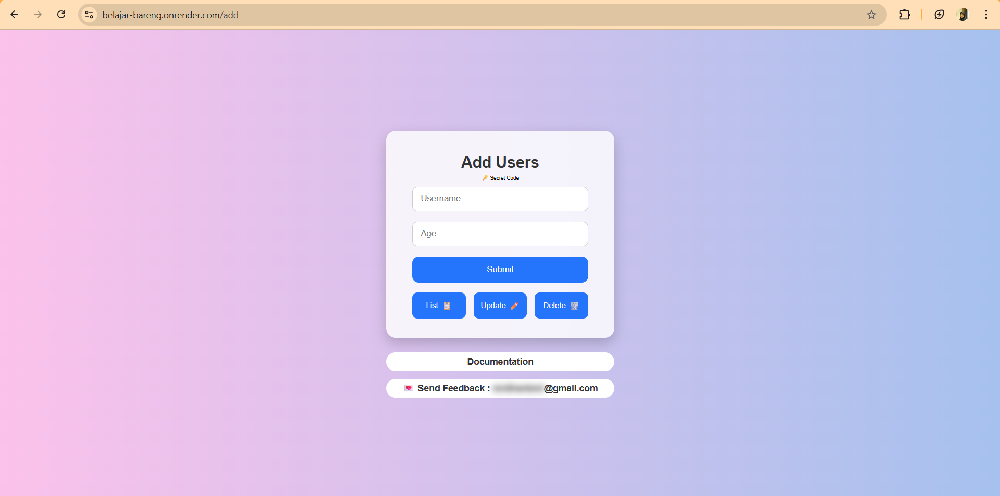 belajar-bareng.onrender.com/add
Add Users
🔑 Secret Code
Username
Age
Submit
List 📋
Update ✏️
Delete 🗑️
Documentation
💌 Send Feedback : @gmail.com